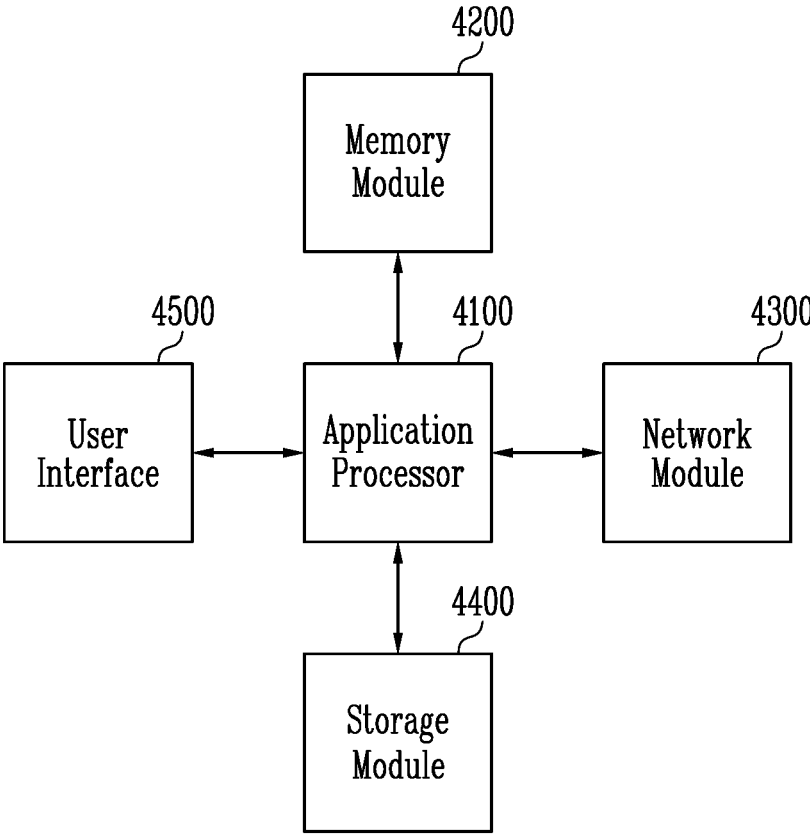 4200
Memory
Module
4500
4100
4300
User
Interface
Application
Processor
Network
Module
4400
Storage
Module